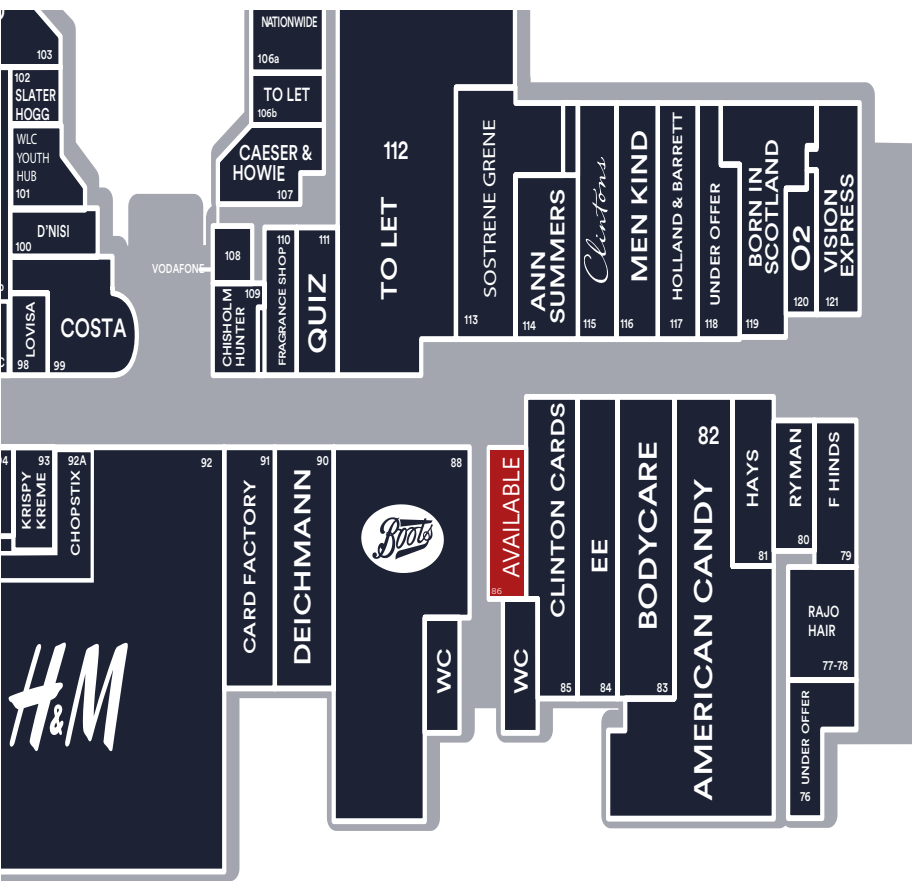 103
102
SLATER
HOGG
WLC
YOUTH
HUB
101
D'NISI
100
LOVISA
98
COSTA
99
NATIONWIDE
106a
TO LET
106b
CAESER &
HOWIE
107
VODAFONE
108
109
CHISHOLM
HUNTER
110
FRAGRANCE SHOP
111
QUIZ
112
TO LET
SOSTRENE GRENE
113
ANN
SUMMERS
114
Clintons
115
MEN KIND
116
HOLLAND & BARRETT
117
UNDER OFFER
118
BORN IN
SCOTLAND
119
O2
120
VISION
EXPRESS
121
93
KRISPY
KREME
92A
CHOPSTIX
92
H&M
91
CARD FACTORY
90
DEICHMANN
88
Boots
WC
AVAILABLE
86
WC
CLINTON CARDS
85
EE
84
BODYCARE
83
82
AMERICAN CANDY
HAYS
81
RYMAN
80
F HINDS
79
RAJO
HAIR
77-78
UNDER OFFER
76